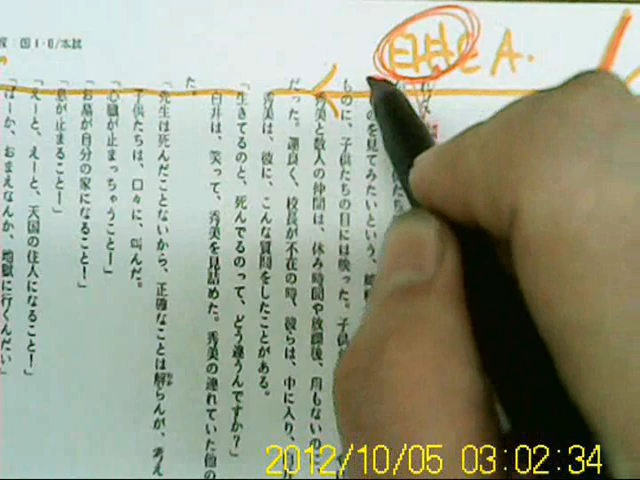 国Ⅰ・Ⅱ/本試
A.
のを見てみたいという、
ものに、子供たちの目には映った。子供
秀美と数人の仲間は、休み時間や放課後、用もないの
だった。運良く、校長が不在の時、彼らは、中に入り、
秀美は、彼に、こんな質問をしたことがある。
「生きてるのと、死んでるのって、どう違うんですか?」
白井は、笑って、秀美を見詰めた。秀美の連れていた他の
た。
「先生は死んだことないから、正確なことは解らんが、考え
子供たちは、口々に、叫んだ。
「心臓が止まっちゃうことー」
「お墓が自分の家になること!」
「息が止まることー」
「えーと、えーと、天国の住人になること!」
「ばーか、おまえなんか、地獄に行くんだい」
2012/10/05 03:02:34